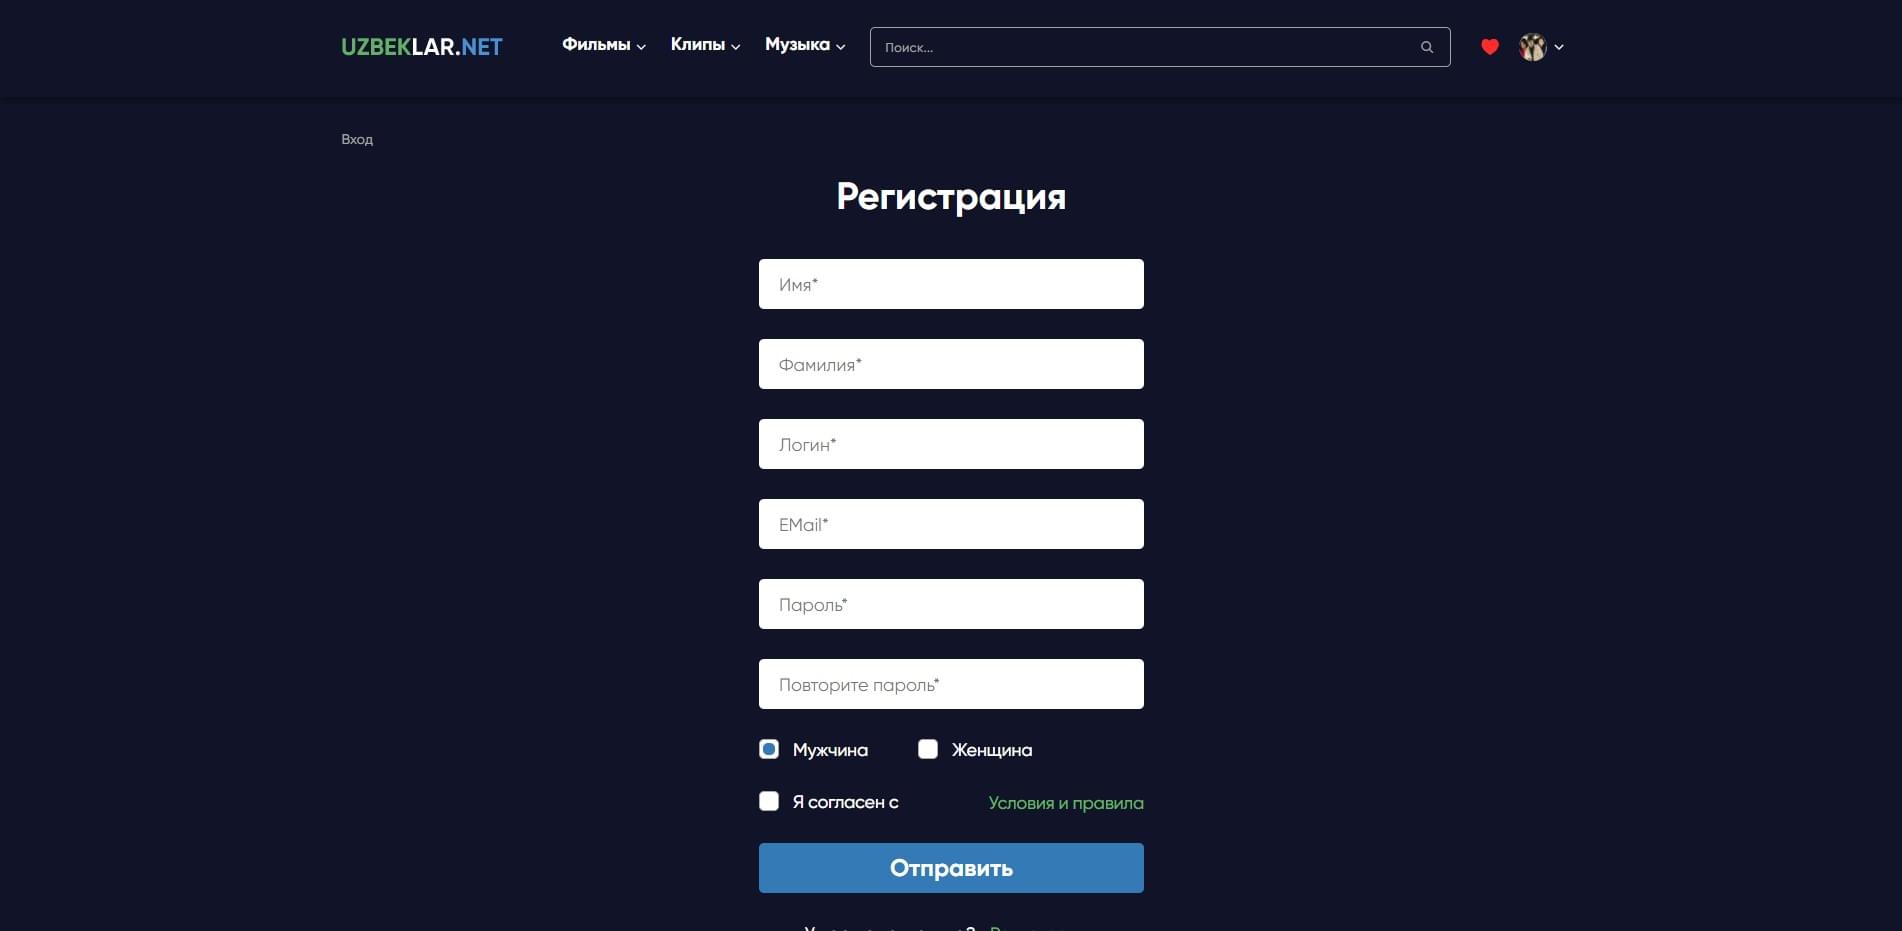 UZBEKLAR.NET Фильмы Клипы Музыка Поиск...
Вход
Регистрация
Имя*
Фамилия*
Логин*
EMail*
Пароль*
Повторите пароль*
Мужчина Женщина
Я согласен с Условия и правила
Отправить